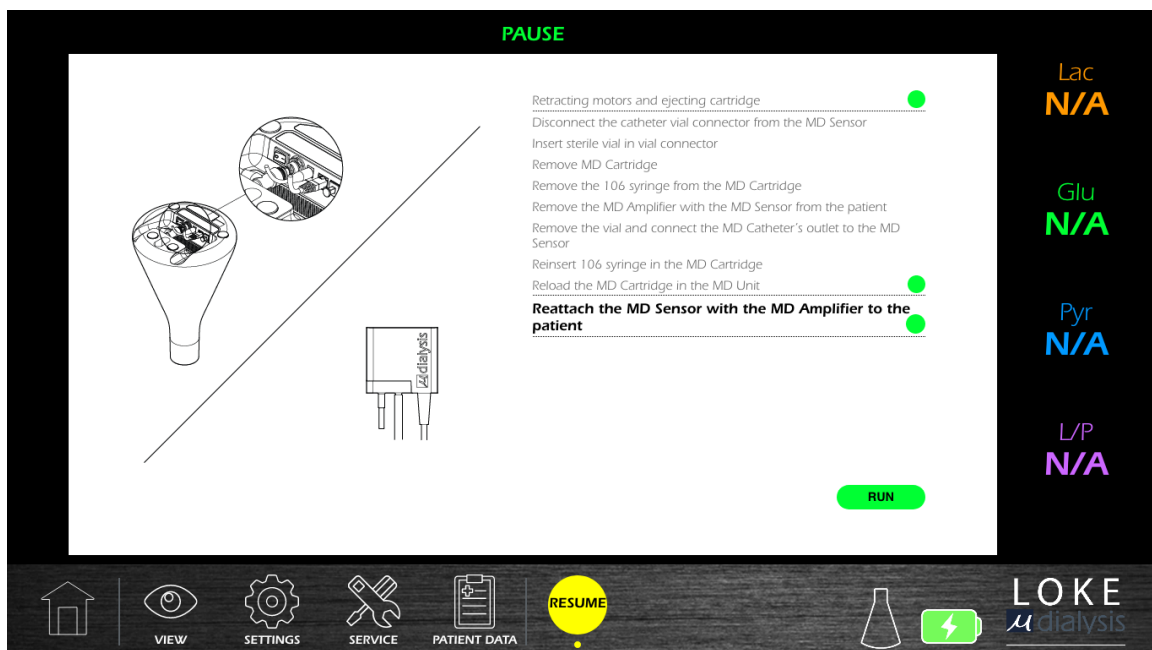 PAUSE
Retracting motors and ejecting cartridge
Disconnect the catheter vial connector from the MD Sensor
Insert sterile vial in vial connector
Remove MD Cartridge
Remove the 106 syringe from the MD Cartridge
Remove the MD Amplifier with the MD Sensor from the patient
Remove the vial and connect the MD Catheter´s outlet to the MD
Sensor
Reinsert 106 syringe in the MD Cartridge
Reload the MD Cartridge in the MD Unit
Reattach the MD Sensor with the MD Amplifier to the
patient
μdialysis
RUN
Lac
N/A
Glu
N/A
Pyr
N/A
L/P
N/A
VIEW
SETTINGS
SERVICE
PATIENT DATA
RESUME
LOKE
μdialysis